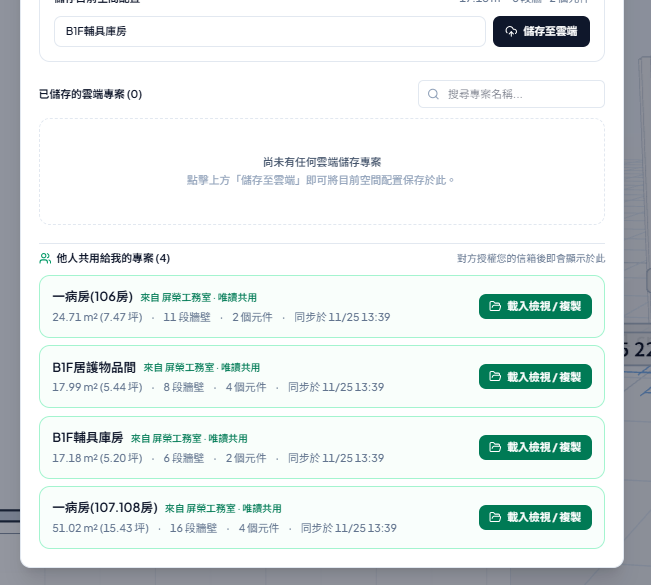 B1F輔具庫房
儲存至雲端
已儲存的雲端專案 (0)
搜尋專案名稱...
尚未有任何雲端儲存專案
點擊上方「儲存至雲端」即可將目前空間配置保存於此。
他人共用給我的專案 (4)
對方授權您的信箱後即會顯示於此
一病房(106房) 來自 屏榮工務室 · 唯讀共用
24.71 m² (7.47 坪) · 11 段牆壁 · 2 個元件 · 同步於 11/25 13:39
載入檢視 / 複製
B1F居護物品間 來自 屏榮工務室 · 唯讀共用
17.99 m² (5.44 坪) · 8 段牆壁 · 4 個元件 · 同步於 11/25 13:39
載入檢視 / 複製
B1F輔具庫房 來自 屏榮工務室 · 唯讀共用
17.18 m² (5.20 坪) · 6 段牆壁 · 2 個元件 · 同步於 11/25 13:39
載入檢視 / 複製
一病房(107.108房) 來自 屏榮工務室 · 唯讀共用
51.02 m² (15.43 坪) · 16 段牆壁 · 4 個元件 · 同步於 11/25 13:39
載入檢視 / 複製